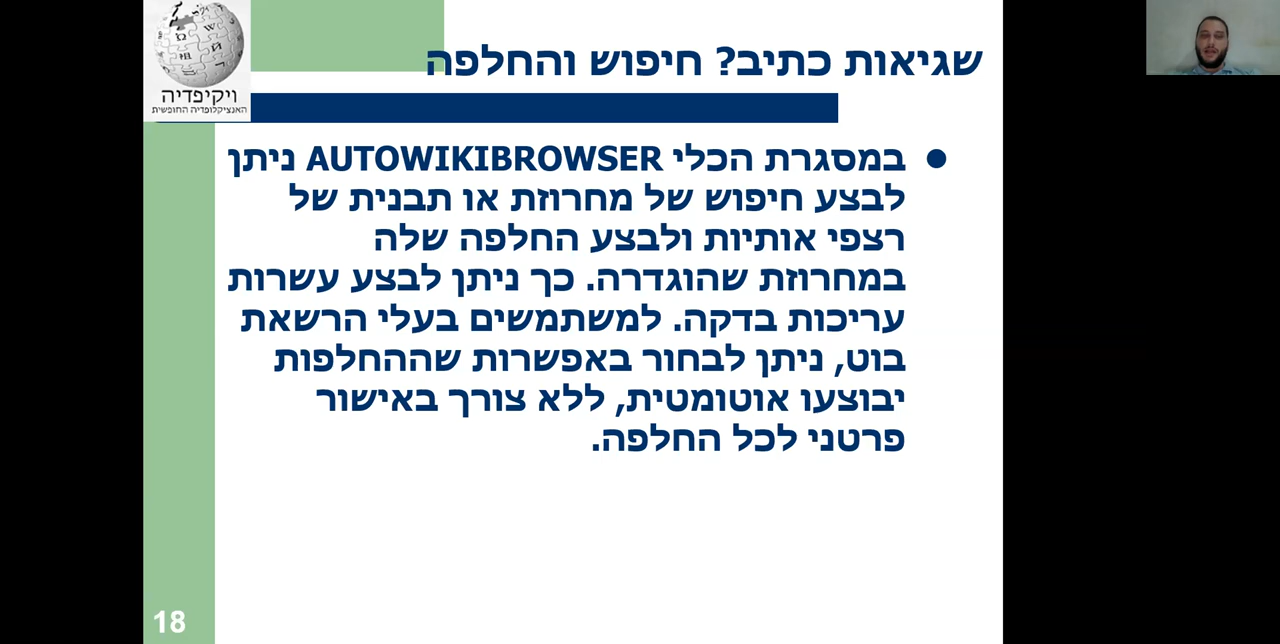 ויקיפדיה
האנציקלופדיה החופשית
שגיאות כתיב? חיפוש והחלפה
במסגרת הכלי AUTOWIKIBROWSER ניתן
לבצע חיפוש של מחרוזת או תבנית של
רצפי אותיות ולבצע החלפה שלה
במחרוזת שהוגדרה. כך ניתן לבצע עשרות
עריכות בדקה. למשתמשים בעלי הרשאת
בוט, ניתן לבחור באפשרות שההחלפות
יבוצעו אוטומטית, ללא צורך באישור
פרטני לכל החלפה.
18